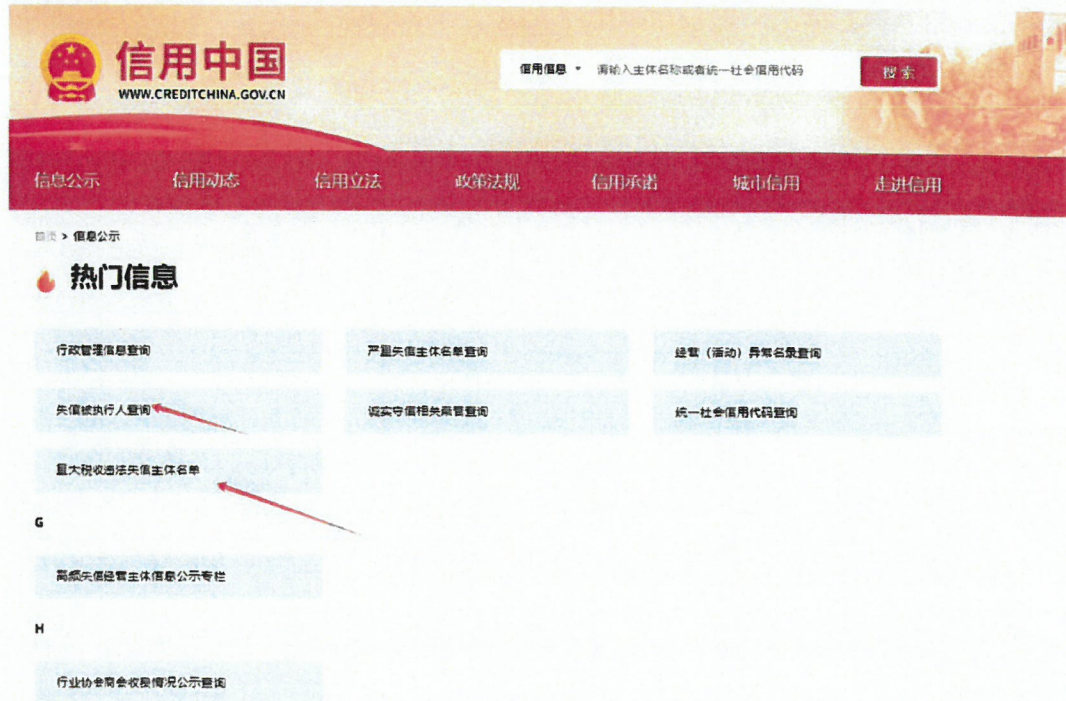 信用中国
WWW.CREDITCHINA.GOV.CN
信用信息 请输入主体名称或者统一社会信用代码 搜索
信息公示 信用动态 信用立法 政策法规 信用承诺 城市信用 走进信用
首页 > 信息公示
热门信息
行政管理信息查询 严重失信主体名单查询 经营（活动）异常名录查询
失信被执行人查询 诚实守信相关荣誉查询 统一社会信用代码查询
重大税收违法失信主体名单
G
高频失信经营主体信息公示专栏
H
行业协会商会收费情况公示查询